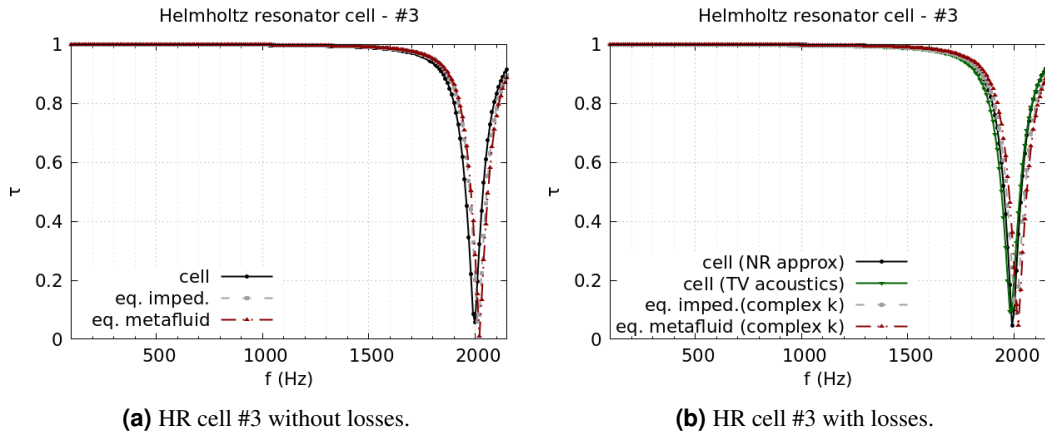 Helmholtz resonator cell - #3
1
0.8
0.6
0.4
0.2
0
τ
cell
eq. imped.
eq. metafluid
500
1000
1500
2000
f (Hz)
(a) HR cell #3 without losses.
Helmholtz resonator cell - #3
1
0.8
0.6
0.4
0.2
0
τ
cell (NR approx)
cell (TV acoustics)
eq. imped.(complex k)
eq. metafluid (complex k)
500
1000
1500
2000
f (Hz)
(b) HR cell #3 with losses.